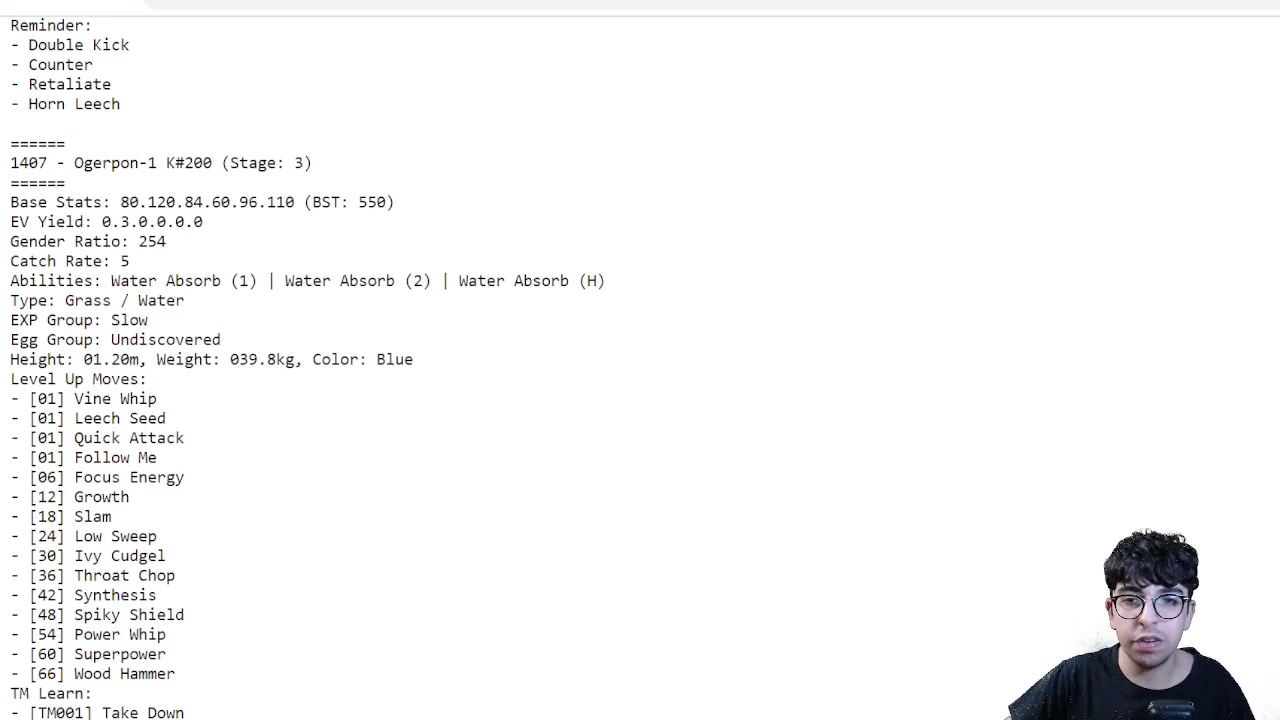 Reminder:
- Double Kick
- Counter
- Retaliate
- Horn Leech
======
1407 - Ogerpon-1 K#200 (Stage: 3)
======
Base Stats: 80.120.84.60.96.110 (BST: 550)
EV Yield: 0.3.0.0.0.0
Gender Ratio: 254
Catch Rate: 5
Abilities: Water Absorb (1) | Water Absorb (2) | Water Absorb (H)
Type: Grass / Water
EXP Group: Slow
Egg Group: Undiscovered
Height: 01.20m, Weight: 039.8kg, Color: Blue
Level Up Moves:
- [01] Vine Whip
- [01] Leech Seed
- [01] Quick Attack
- [01] Follow Me
- [06] Focus Energy
- [12] Growth
- [18] Slam
- [24] Low Sweep
- [30] Ivy Cudgel
- [36] Throat Chop
- [42] Synthesis
- [48] Spiky Shield
- [54] Power Whip
- [60] Superpower
- [66] Wood Hammer
TM Learn:
- [TM001] Take Down